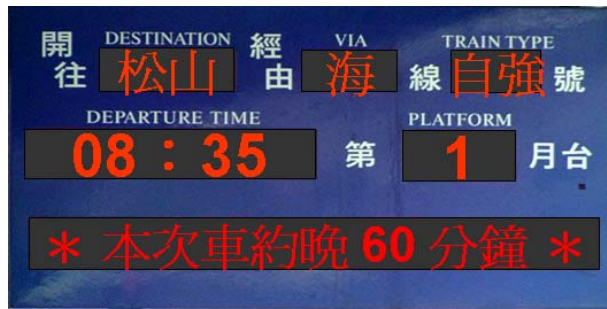 開往 DESTINATION 松山 經由 VIA 海 線 TRAIN TYPE 自強 號
DEPARTURE TIME 08：35 第 PLATFORM 1 月台
＊ 本次車約晚 60 分鐘 ＊